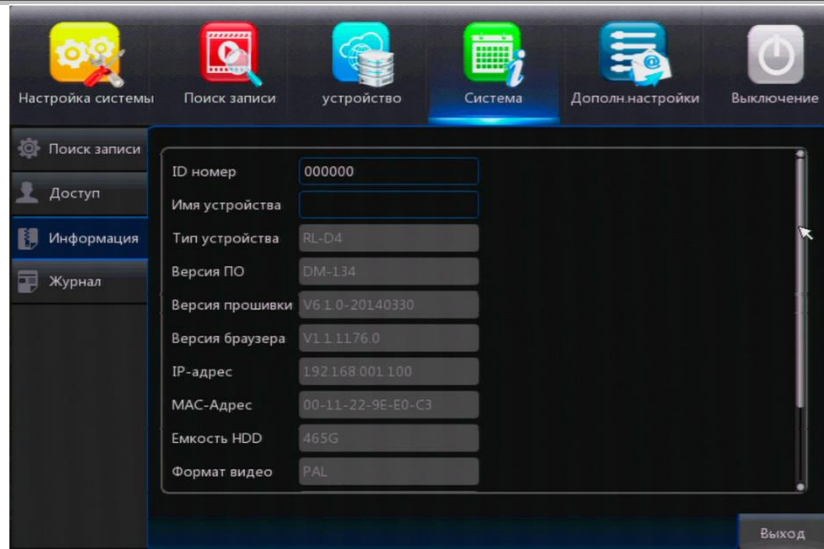 Настройка системы
Поиск записи
устройство
Система
Дополн.настройки
Выключение
Поиск записи
Доступ
Информация
Журнал
ID номер 000000
Имя устройства
Тип устройства RL-D4
Версия ПО DM-134
Версия прошивки V6.1.0-20140330
Версия браузера V1.1.1176.0
IP-адрес 192.168.001.100
MAC-Адрес 00-11-22-9E-E0-C3
Емкость HDD 465G
Формат видео PAL
Выход